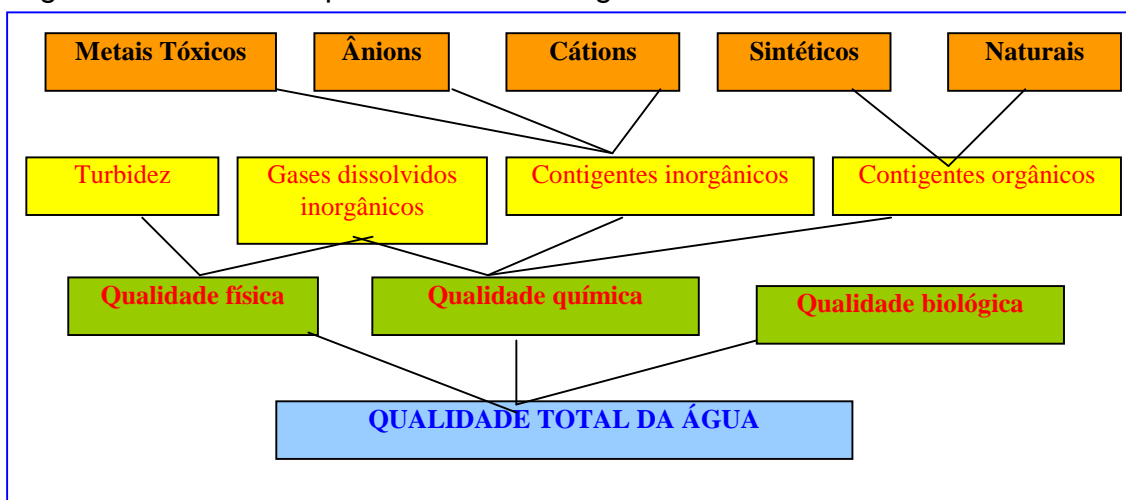 Metais Tóxicos
Ânions
Cátions
Sintéticos
Naturais
Turbidez
Gases dissolvidos
inorgânicos
Contigentes inorgânicos
Contigentes orgânicos
Qualidade física
Qualidade química
Qualidade biológica
QUALIDADE TOTAL DA ÁGUA